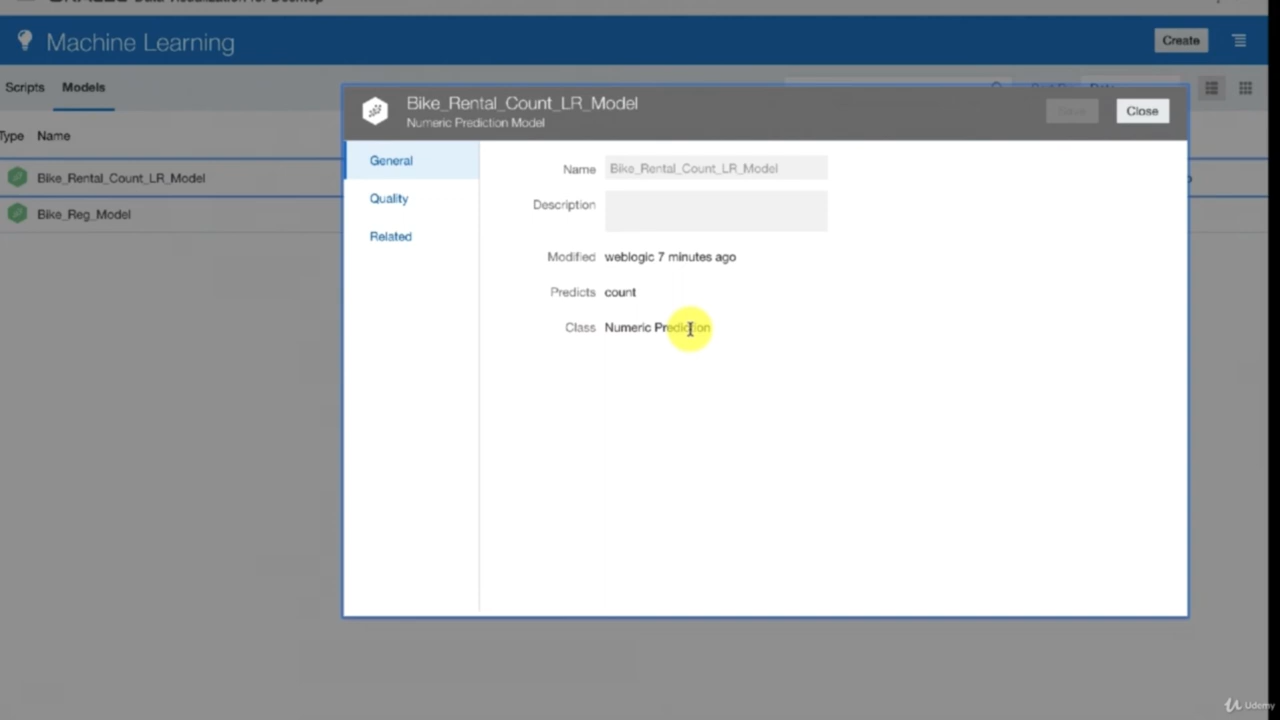 Machine Learning
Create
Scripts
Models
Type
Name
Bike_Rental_Count_LR_Model
Bike_Reg_Model
Bike_Rental_Count_LR_Model
Numeric Prediction Model
Save
Close
General
Quality
Related
Name
Bike_Rental_Count_LR_Model
Description
Modified
weblogic 7 minutes ago
Predicts
count
Class
Numeric Prediction
Udemy